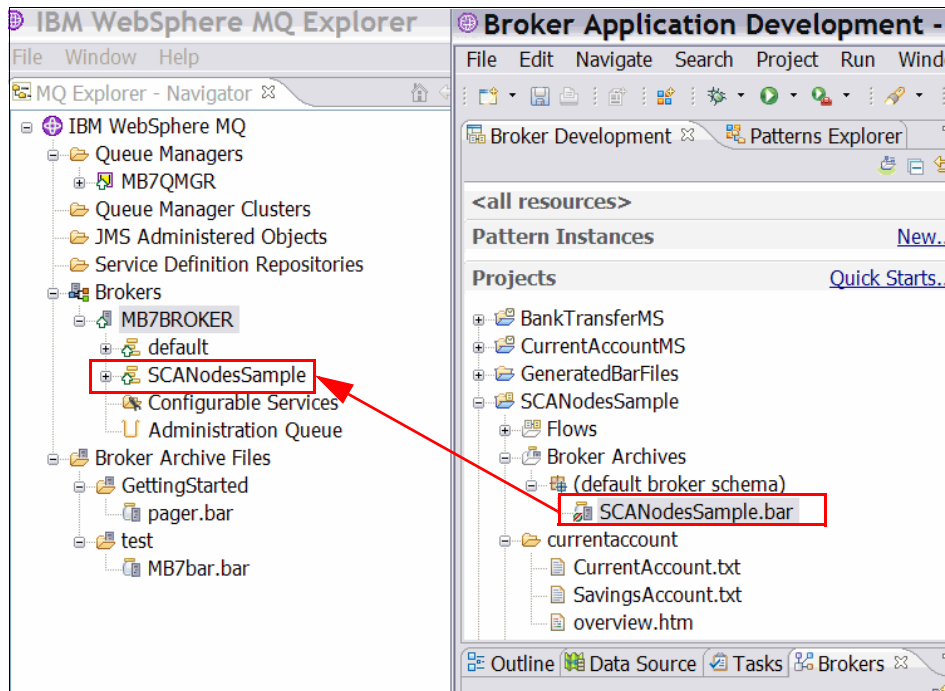 IBM WebSphere MQ Explorer
File Window Help
MQ Explorer - Navigator
IBM WebSphere MQ
Queue Managers
MB7QMGR
Queue Manager Clusters
JMS Administered Objects
Service Definition Repositories
Brokers
MB7BROKER
default
SCANodesSample
Configurable Services
Administration Queue
Broker Archive Files
GettingStarted
pager.bar
test
MB7bar.bar
Broker Application Development -
File Edit Navigate Search Project Run Wind
Broker Development Patterns Explorer
<all resources>
Pattern Instances New..
Projects Quick Starts..
BankTransferMS
CurrentAccountMS
GeneratedBarFiles
SCANodesSample
Flows
Broker Archives
(default broker schema)
SCANodesSample.bar
currentaccount
CurrentAccount.txt
SavingsAccount.txt
overview.htm
Outline Data Source Tasks Brokers